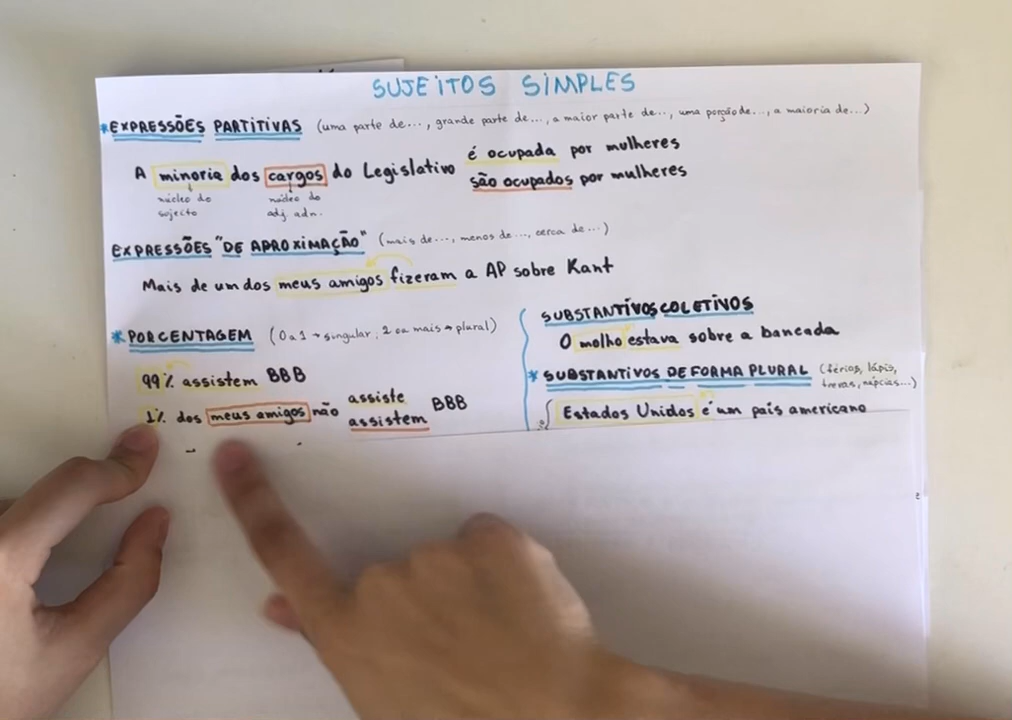 SUJEITOS SIMPLES
*EXPRESSÕES PARTITIVAS (uma parte de..., grande parte de..., a maior parte de..., uma porção de..., a maioria de...)
A minoria dos cargos do Legislativo é ocupada por mulheres
são ocupados por mulheres
núcleo do sujeito
núcleo do adj. adn.
EXPRESSÕES "DE APROXIMAÇÃO" (mais de..., menos de..., cerca de...)
Mais de um dos meus amigos fizeram a AP sobre Kant
*PORCENTAGEM (0 a 1 → singular; 2 ou mais → plural)
99% assistem BBB
1% dos meus amigos não assiste BBB
assistem
SUBSTANTIVOS COLETIVOS
O molho estava sobre a bancada
*SUBSTANTIVOS DE FORMA PLURAL (férias, lápis,
trevas, núpcias...)
Estados Unidos é um país americano
2